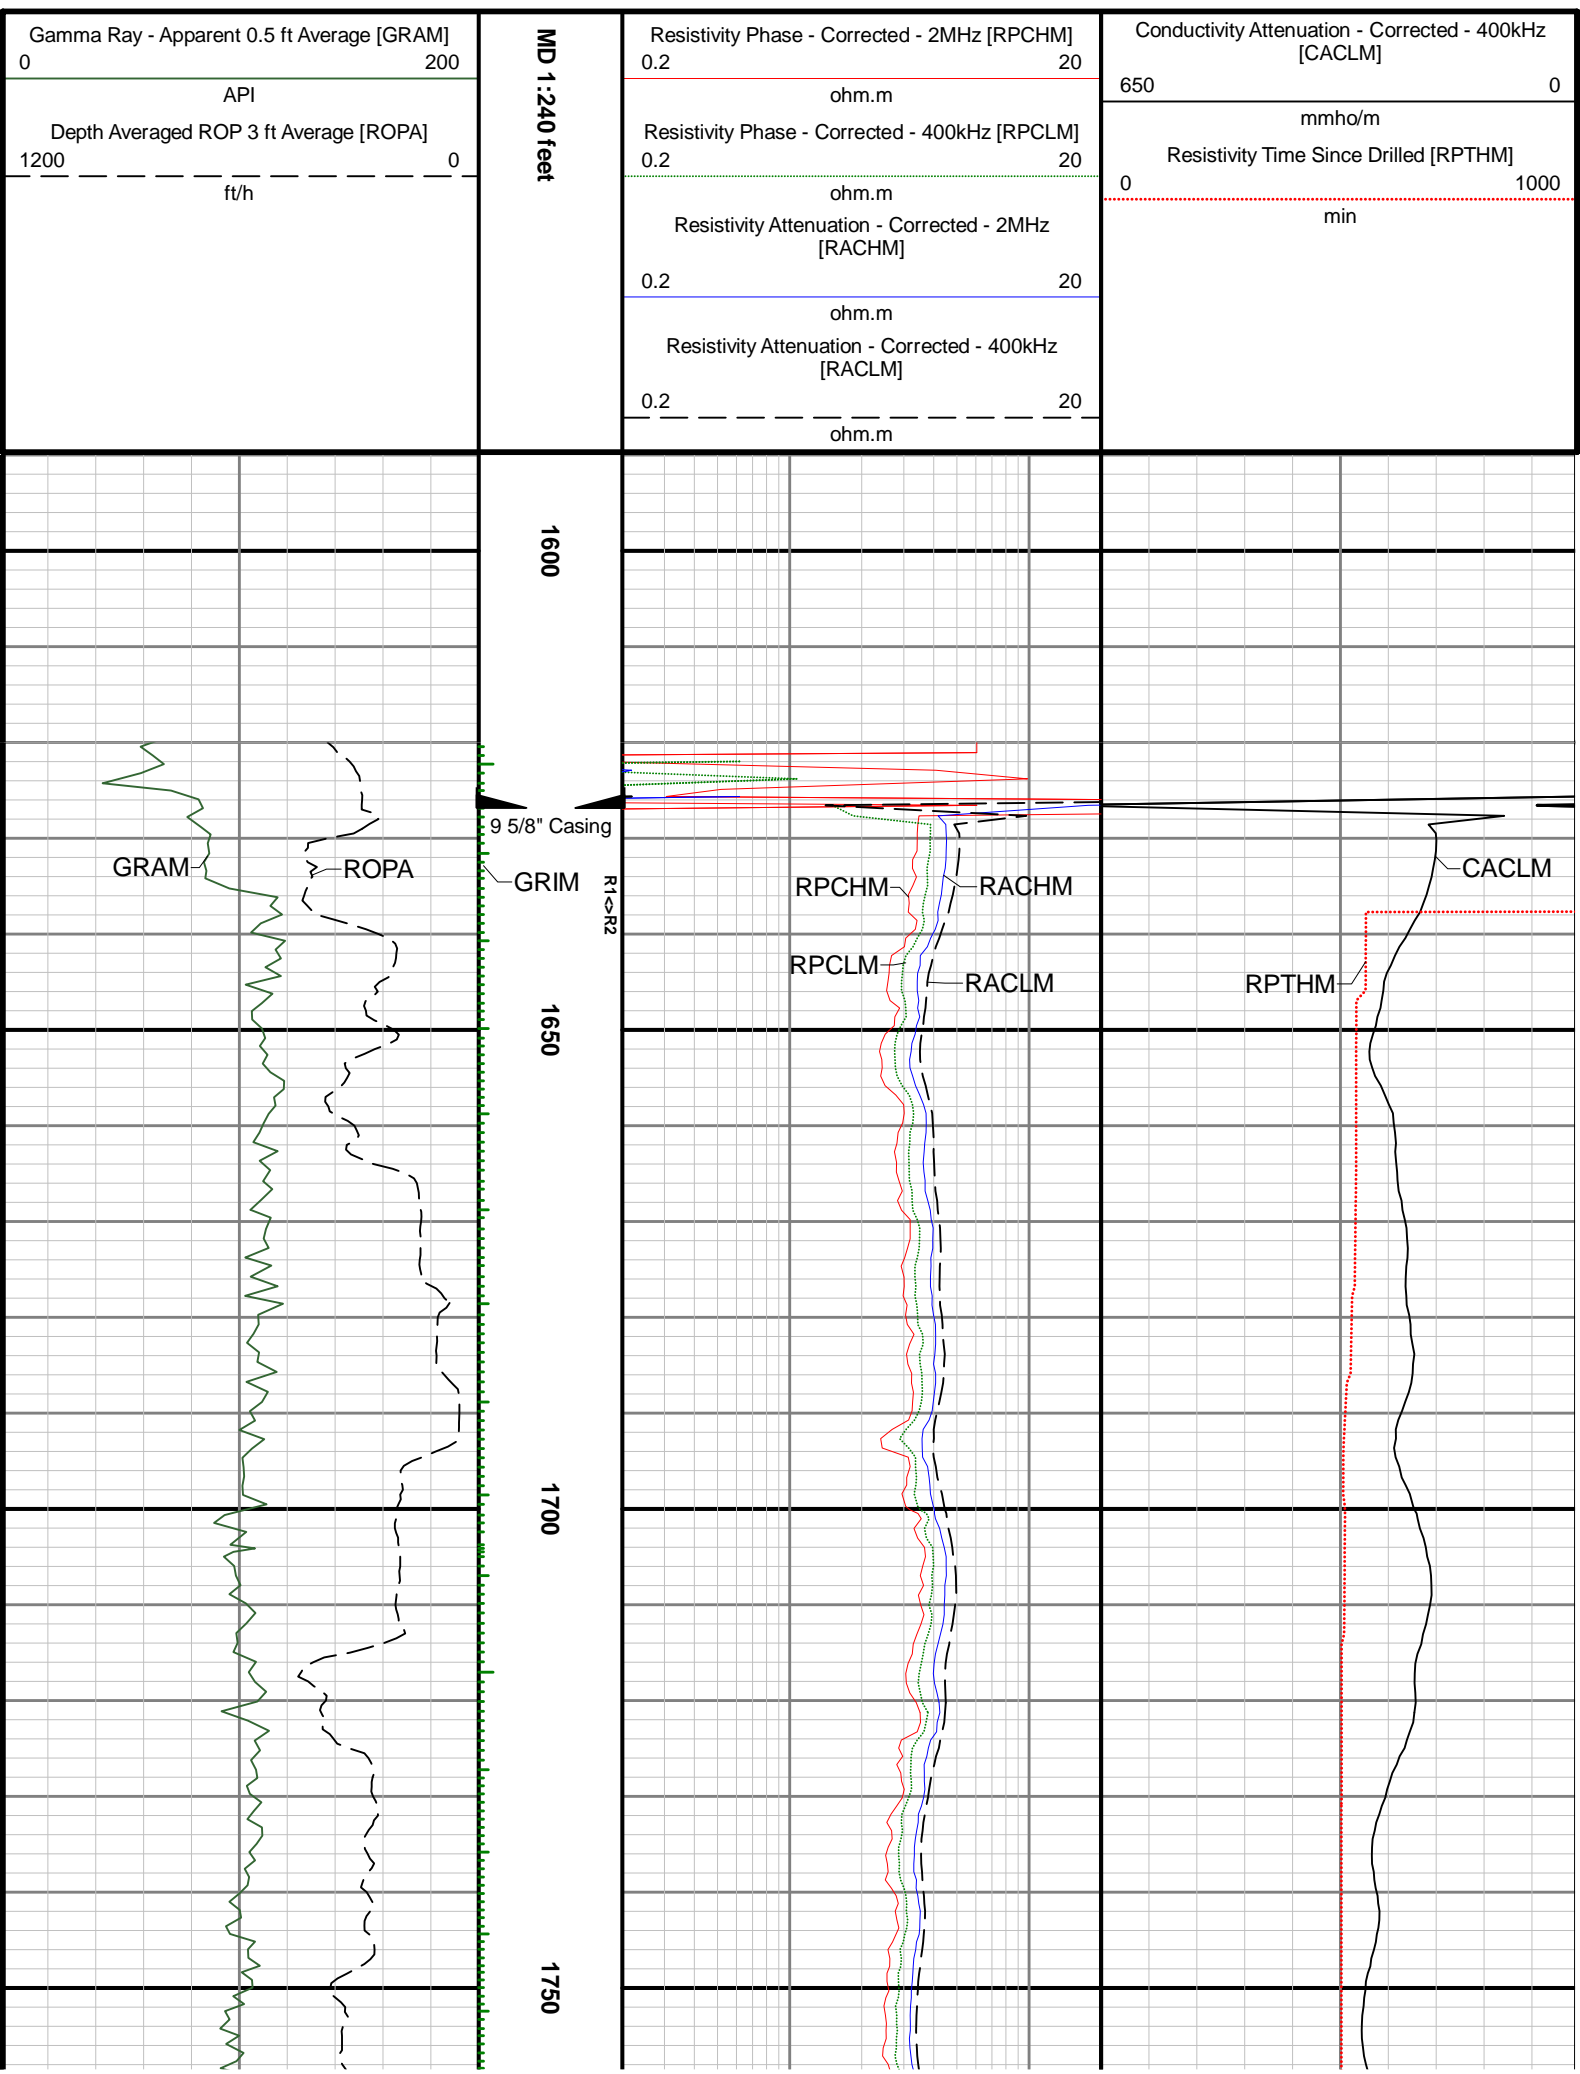 Gamma Ray - Apparent 0.5 ft Average [GRAM]
0 200
API
Depth Averaged ROP 3 ft Average [ROPA]
1200 0
ft/h
MD 1:240 feet
Resistivity Phase - Corrected - 2MHz [RPCHM]
0.2 20
ohm.m
Resistivity Phase - Corrected - 400kHz [RPCLM]
0.2 20
ohm.m
Resistivity Attenuation - Corrected - 2MHz
[RACHM]
0.2 20
ohm.m
Resistivity Attenuation - Corrected - 400kHz
[RACLM]
0.2 20
ohm.m
Conductivity Attenuation - Corrected - 400kHz
[CACLM]
650 0
mmho/m
Resistivity Time Since Drilled [RPTHM]
0 1000
min
1600
9 5/8" Casing
GRAM
ROPA
GRIM
R1<>R2
RPCHM
RACHM
CACLM
RPCLM
RACLM
RPTHM
1650
1700
1750